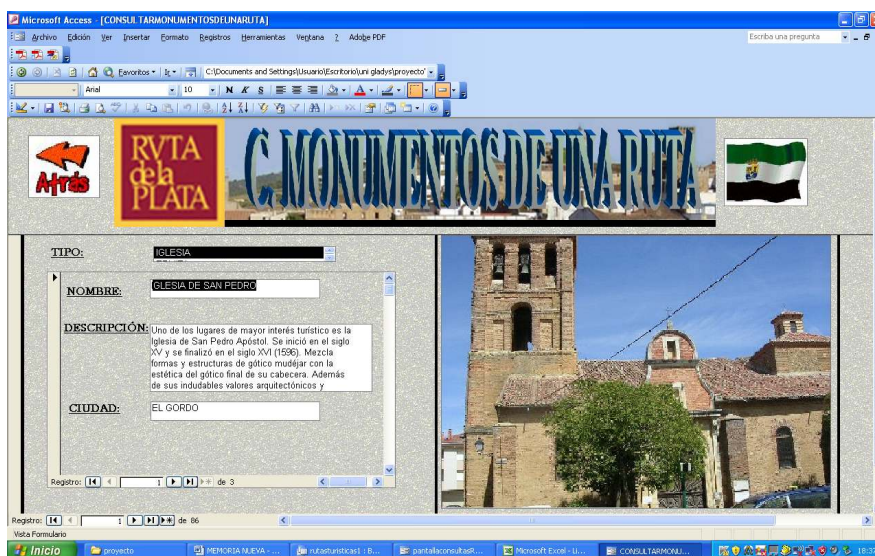 Microsoft Access - [CONSULTARMONUMENTOSDEUNARUTA]
Archivo Edición Ver Insertar Formato Registros Herramientas Ventana ? Adobe PDF Escriba una pregunta
Favoritos Ir C:\Documents and Settings\Usuario\Escritorio\uni gladys\proyecto
Arial 10 N K S
Atrás
RVTA
de la
PLATA
C. MONUMENTOS DE UNA RUTA
TIPO: IGLESIA
NOMBRE: GLESIA DE SAN PEDRO
DESCRIPCIÓN: Uno de los lugares de mayor interés turístico es la
Iglesia de San Pedro Apóstol. Se inició en el siglo
XV y se finalizó en el siglo XVI (1596). Mezcla
formas y estructuras de gótico mudéjar con la
estética del gótico final de su cabecera. Además
de sus indudables valores arquitectónicos y
CIUDAD: EL GORDO
Registro: 1 de 3
Registro: 1 de 86
Vista Formulario
Inicio proyecto MEMORIA NUEVA - ... rutasturisticas1 : B... pantallaconsultasR... Microsoft Excel - Li... CONSULTARMONU... 18:32